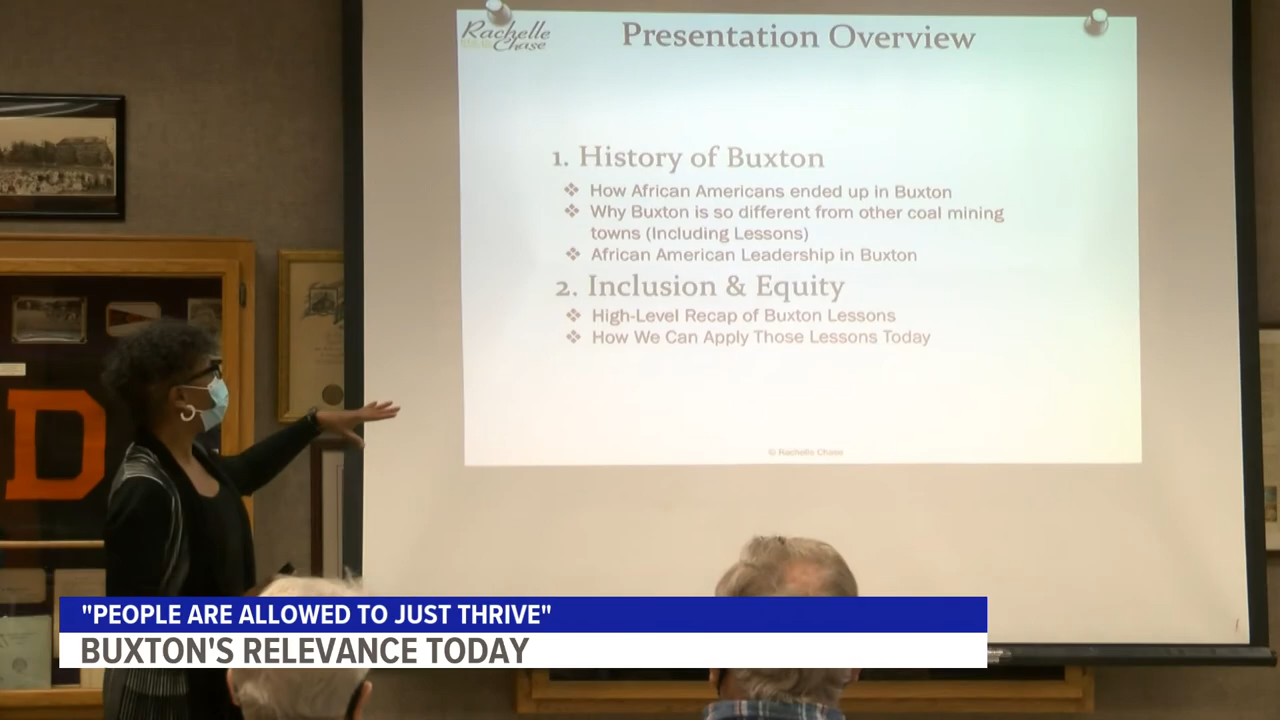 Rachelle
Chase
Presentation Overview
1. History of Buxton
❖ How African Americans ended up in Buxton
❖ Why Buxton is so different from other coal mining
towns (Including Lessons)
❖ African American Leadership in Buxton
2. Inclusion & Equity
❖ High-Level Recap of Buxton Lessons
❖ How We Can Apply Those Lessons Today
© Rachelle Chase
D
"PEOPLE ARE ALLOWED TO JUST THRIVE"
BUXTON'S RELEVANCE TODAY